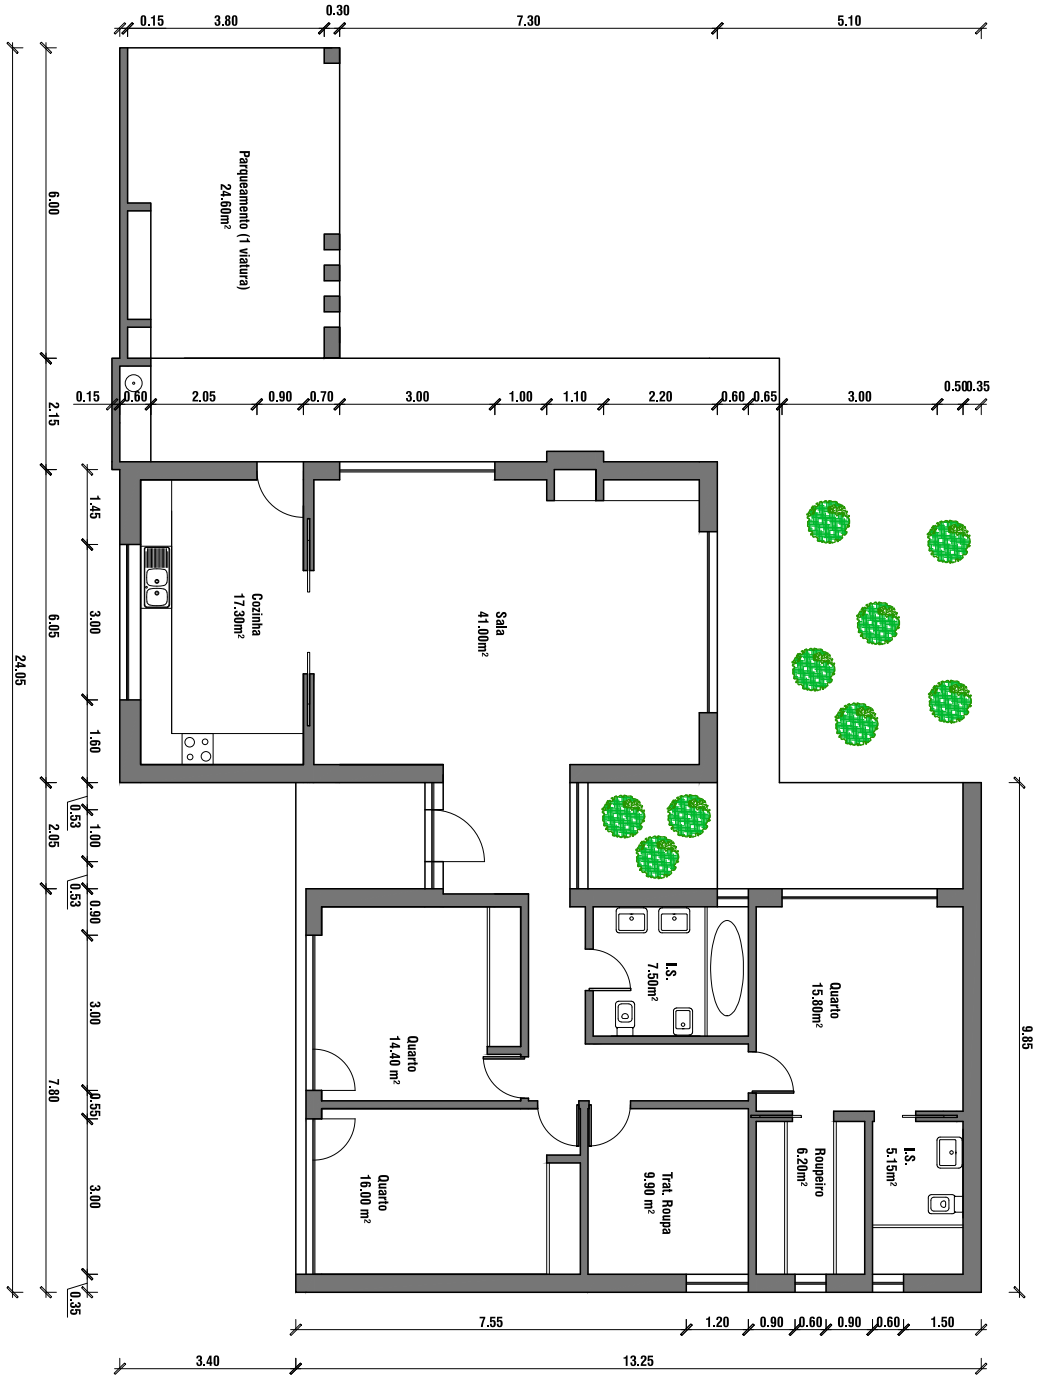 0.15
3.80
0.30
7.30
5.10
6.00
2.15
6.05
2.05
7.80
24.05
Parqueamento (1 viatura)
24.60m²
0.15
0.60
2.05
0.90
0.70
3.00
1.00
1.10
2.20
0.60
0.65
3.00
0.50
0.35
1.45
3.00
1.60
0.53
1.00
0.53
0.90
3.00
0.55
3.00
0.35
Cozinha
17.30m²
Sala
41.00m²
I.S.
7.50m²
Quarto
15.80m²
Quarto
14.40 m²
Quarto
16.00 m²
Trat. Roupa
9.90 m²
Roupeiro
6.20m²
I.S.
5.15m²
9.85
7.55
1.20
0.90
0.60
0.90
0.60
1.50
3.40
13.25